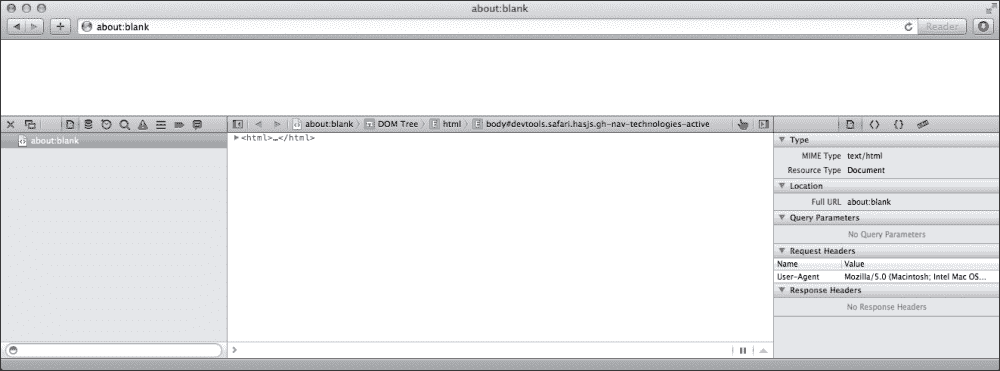 about:blank
about:blank
Reader
about:blank
about:blank
DOM Tree
html
body#devtools.safari.hasjs.gh-nav-technologies-active
<html>…</html>
Type
MIME Type text/html
Resource Type Document
Location
Full URL about:blank
Query Parameters
No Query Parameters
Request Headers
Name Value
User-Agent Mozilla/5.0 (Macintosh; Intel Mac OS...
Response Headers
No Response Headers